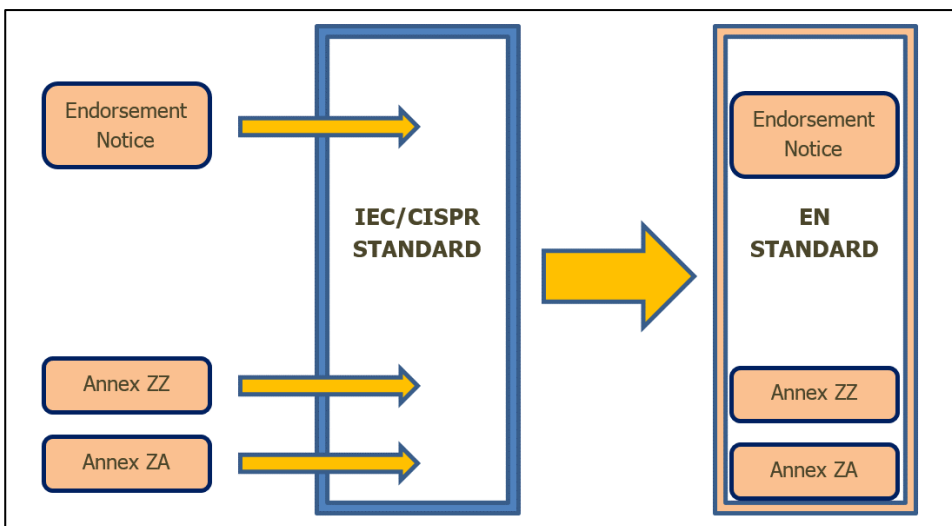 Endorsement
Notice
Annex ZZ
Annex ZA
IEC/CISPR
STANDARD
Endorsement
Notice
EN
STANDARD
Annex ZZ
Annex ZA